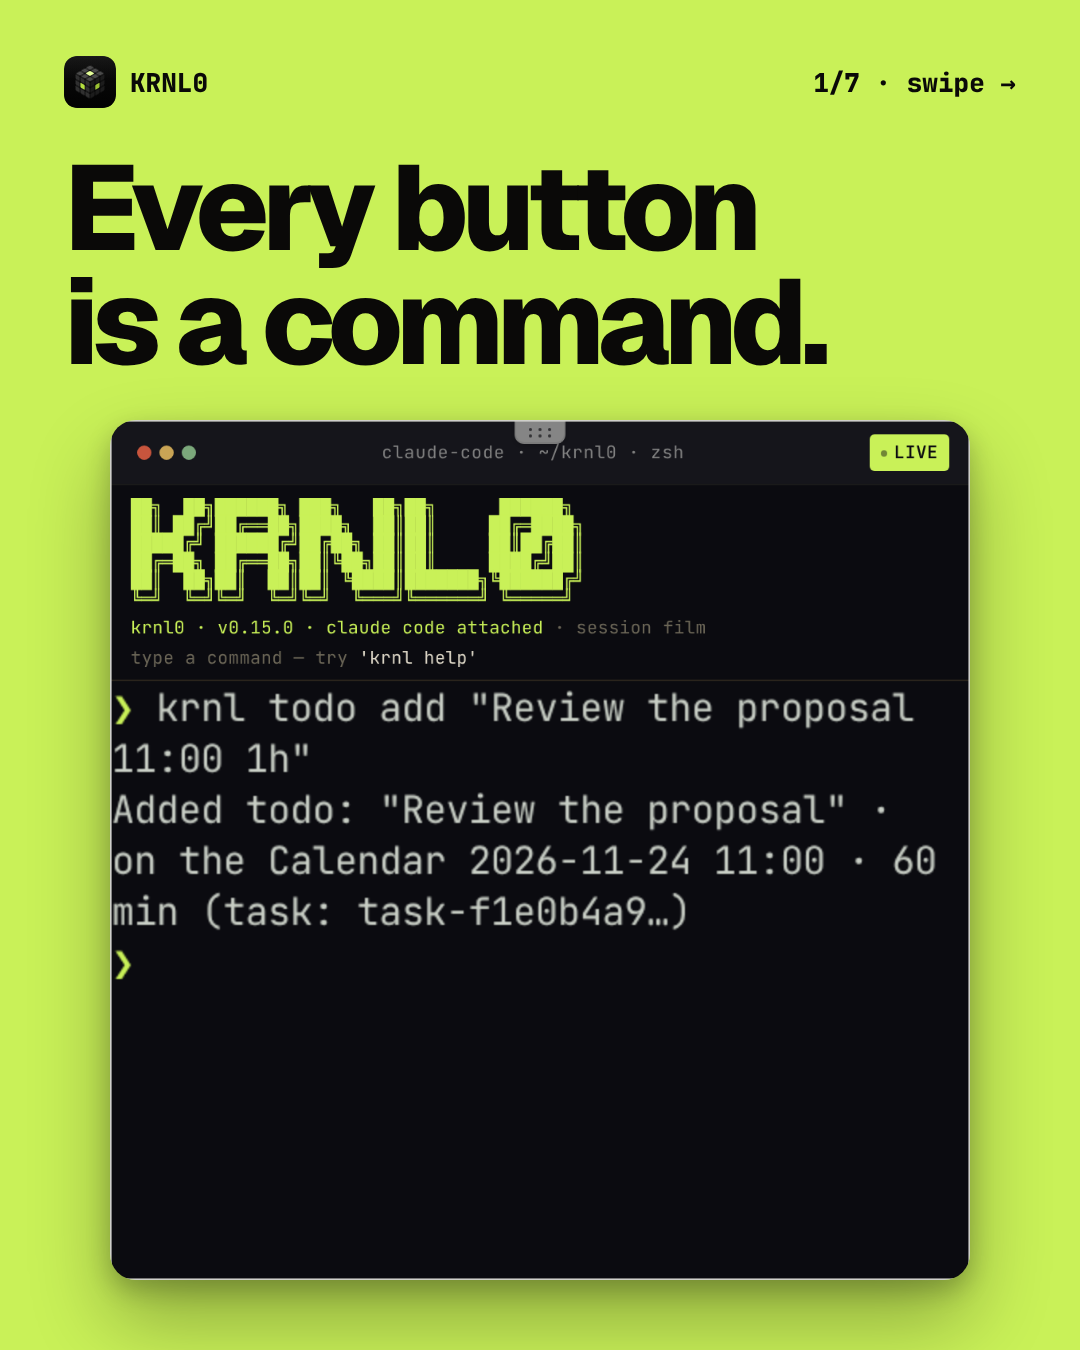 KRNL0
1/7 · swipe →
Every button
is a command.
claude-code · ~/krnl0 · zsh
LIVE
KRNL0
krnl0 · v0.15.0 · claude code attached · session film
type a command — try 'krnl help'
❯ krnl todo add "Review the proposal
11:00 1h"
Added todo: "Review the proposal" ·
on the Calendar 2026-11-24 11:00 · 60
min (task: task-f1e0b4a9…)
❯